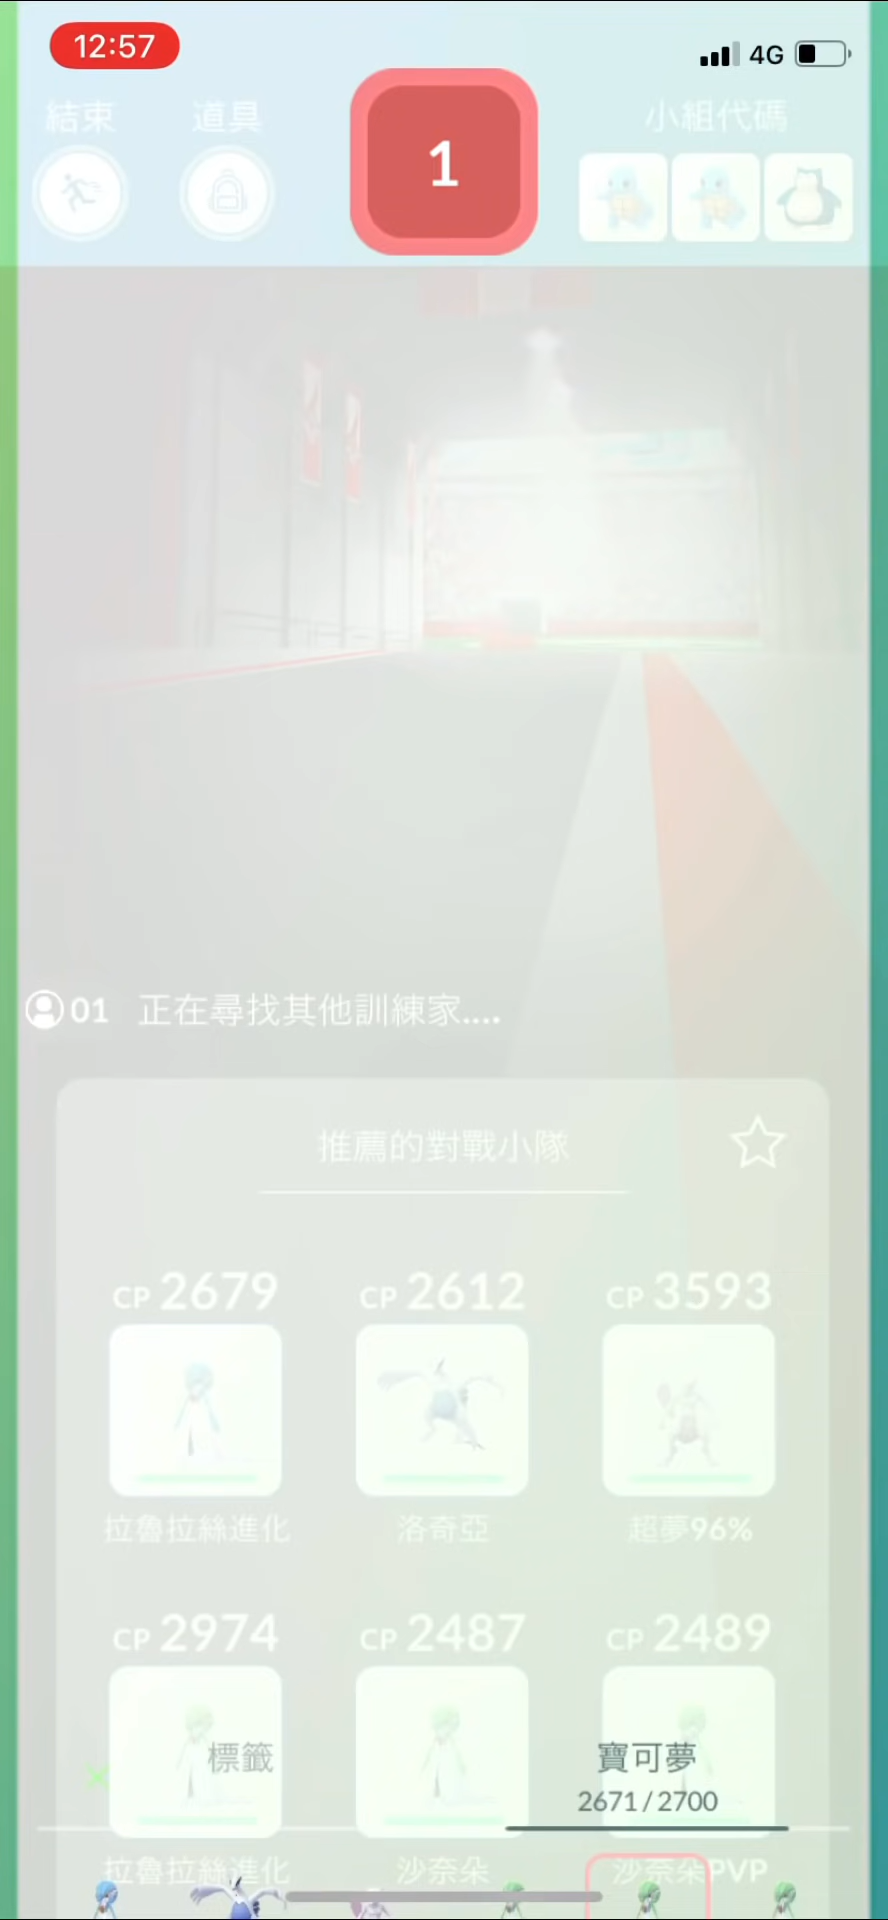 12:57
4G
結束
道具
1
小組代碼
01 正在尋找其他訓練家....
推薦的對戰小隊
CP 2679
CP 2612
CP 3593
拉魯拉絲進化
洛奇亞
超夢96%
CP 2974
CP 2487
CP 2489
標籤
寶可夢
2671/2700
拉魯拉絲進化
沙奈朵
沙奈朵PVP